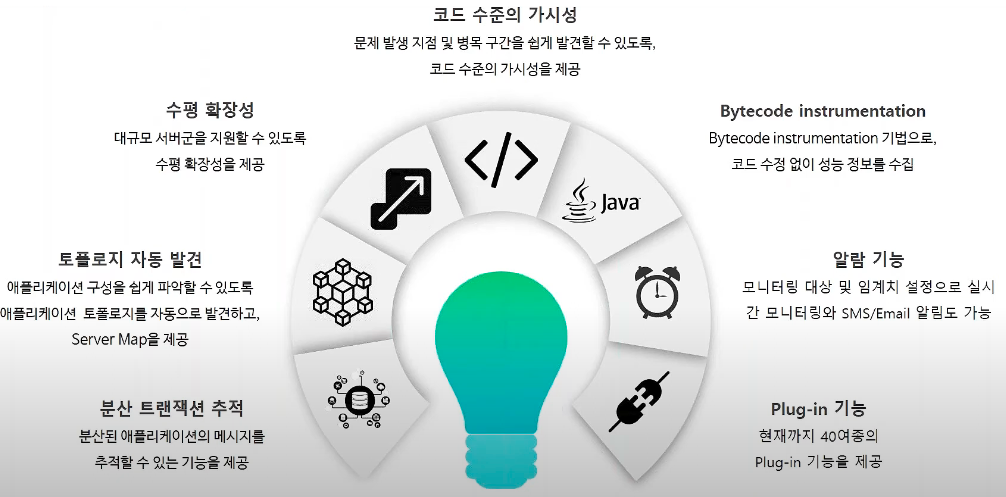 코드 수준의 가시성
문제 발생 지점 및 병목 구간을 쉽게 발견할 수 있도록,
코드 수준의 가시성을 제공
수평 확장성
대규모 서버군을 지원할 수 있도록
수평 확장성을 제공
Bytecode instrumentation
Bytecode instrumentation 기법으로,
코드 수정 없이 성능 정보를 수집
</>
Java
토폴로지 자동 발견
애플리케이션 구성을 쉽게 파악할 수 있도록
애플리케이션 토폴로지를 자동으로 발견하고,
Server Map을 제공
알람 기능
모니터링 대상 및 임계치 설정으로 실시
간 모니터링와 SMS/Email 알림도 가능
분산 트랜잭션 추적
분산된 애플리케이션의 메시지를
추적할 수 있는 기능을 제공
Plug-in 기능
현재까지 40여종의
Plug-in 기능을 제공